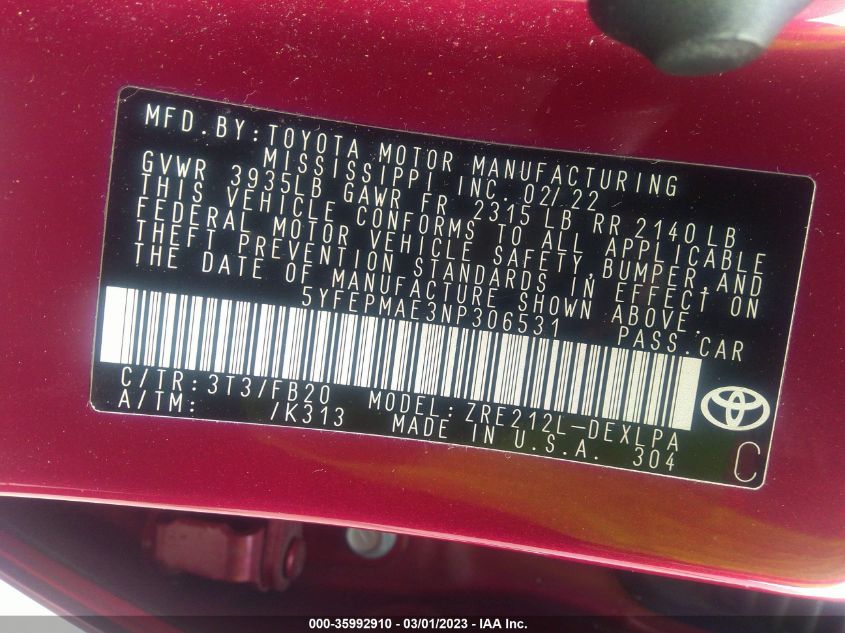 MFD.BY:TOYOTA MOTOR MANUFACTURING
MISSISSIPPI INC. 02/22
GVWR 3935LB GAWR FR 2315 LB RR 2140LB
THIS VEHICLE CONFORMS TO ALL APPLICABLE
FEDERAL MOTOR VEHICLE SAFETY,BUMPER,AND
THEFT PREVENTION STANDARDS IN EFFECT ON
THE DATE OF MANUFACTURE SHOWN ABOVE.
5YFEPMAE3NP306531 PASS.CAR
C/TR:3T3/FB20 MODEL:ZRE212L-DEXLPA
A/TM: /K313 MADE IN U.S.A. 304
C
000-35992910 - 03/01/2023 - IAA Inc.